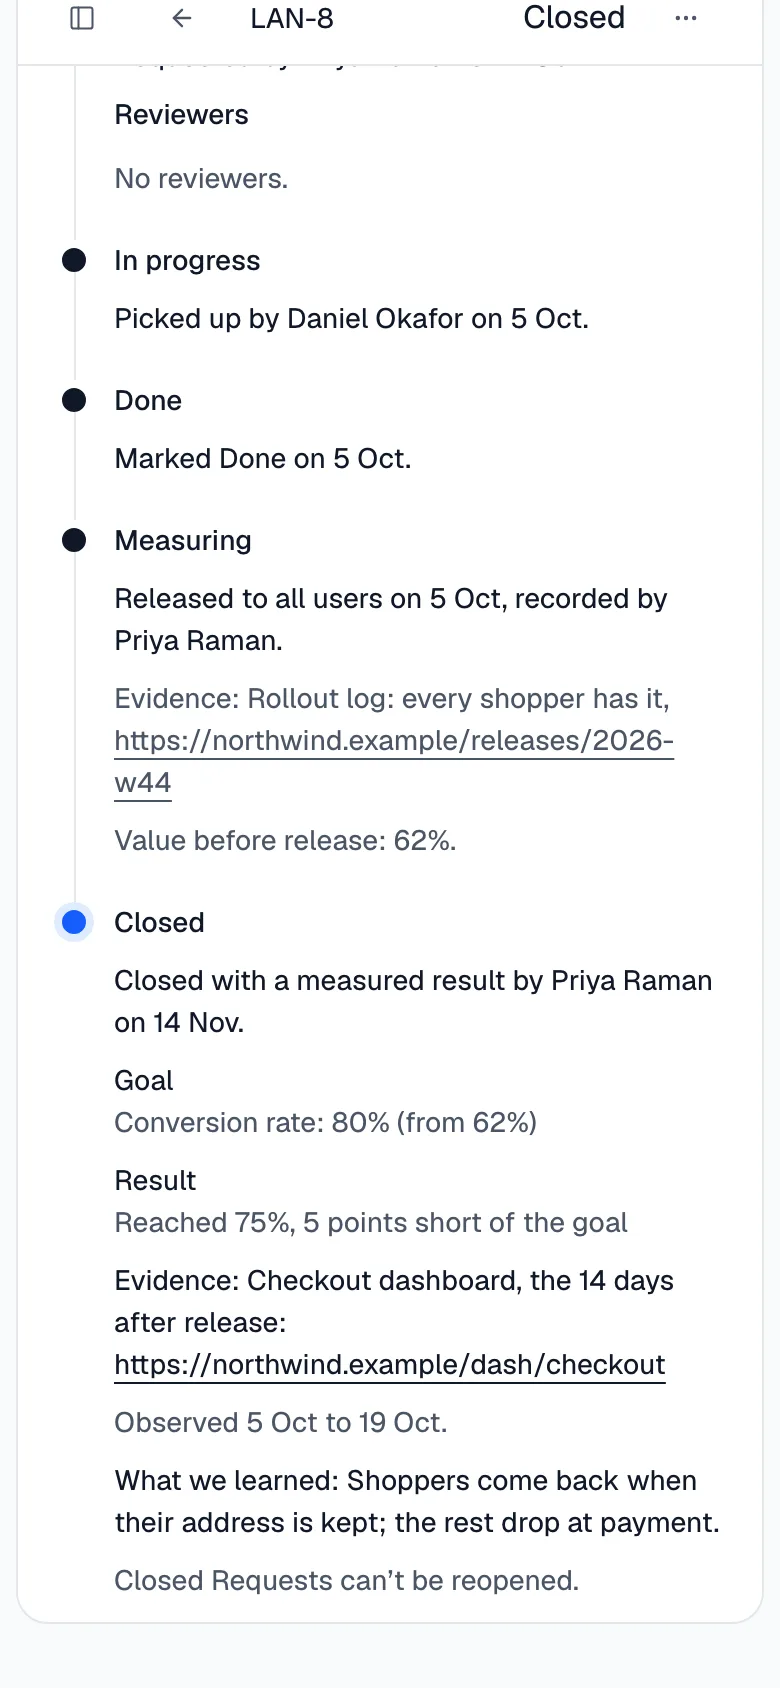 LAN-8
Closed
Reviewers
No reviewers.
In progress
Picked up by Daniel Okafor on 5 Oct.
Done
Marked Done on 5 Oct.
Measuring
Released to all users on 5 Oct, recorded by
Priya Raman.
Evidence: Rollout log: every shopper has it,
https://northwind.example/releases/2026-
w44
Value before release: 62%.
Closed
Closed with a measured result by Priya Raman
on 14 Nov.
Goal
Conversion rate: 80% (from 62%)
Result
Reached 75%, 5 points short of the goal
Evidence: Checkout dashboard, the 14 days
after release:
https://northwind.example/dash/checkout
Observed 5 Oct to 19 Oct.
What we learned: Shoppers come back when
their address is kept; the rest drop at payment.
Closed Requests can’t be reopened.